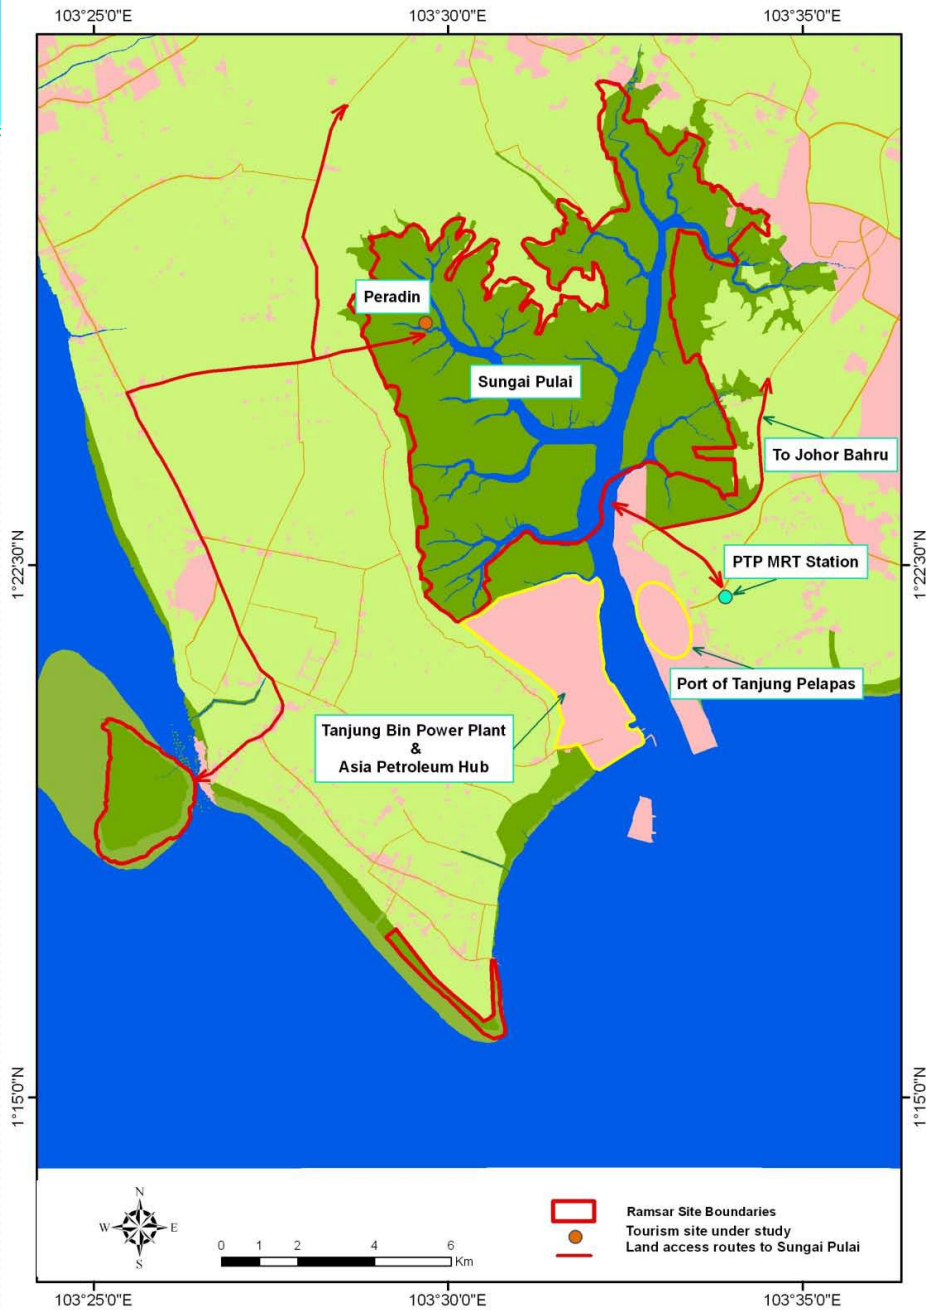 103°25'0"E
103°30'0"E
103°35'0"E
Peradin
Sungai Pulai
To Johor Bahru
1°22'30"N
1°22'30"N
PTP MRT Station
Port of Tanjung Pelapas
Tanjung Bin Power Plant
&
Asia Petroleum Hub
1°15'0"N
1°15'0"N
N
W
E
S
0
1
2
4
6
Km
Ramsar Site Boundaries
Tourism site under study
Land access routes to Sungai Pulai
103°25'0"E
103°30'0"E
103°35'0"E